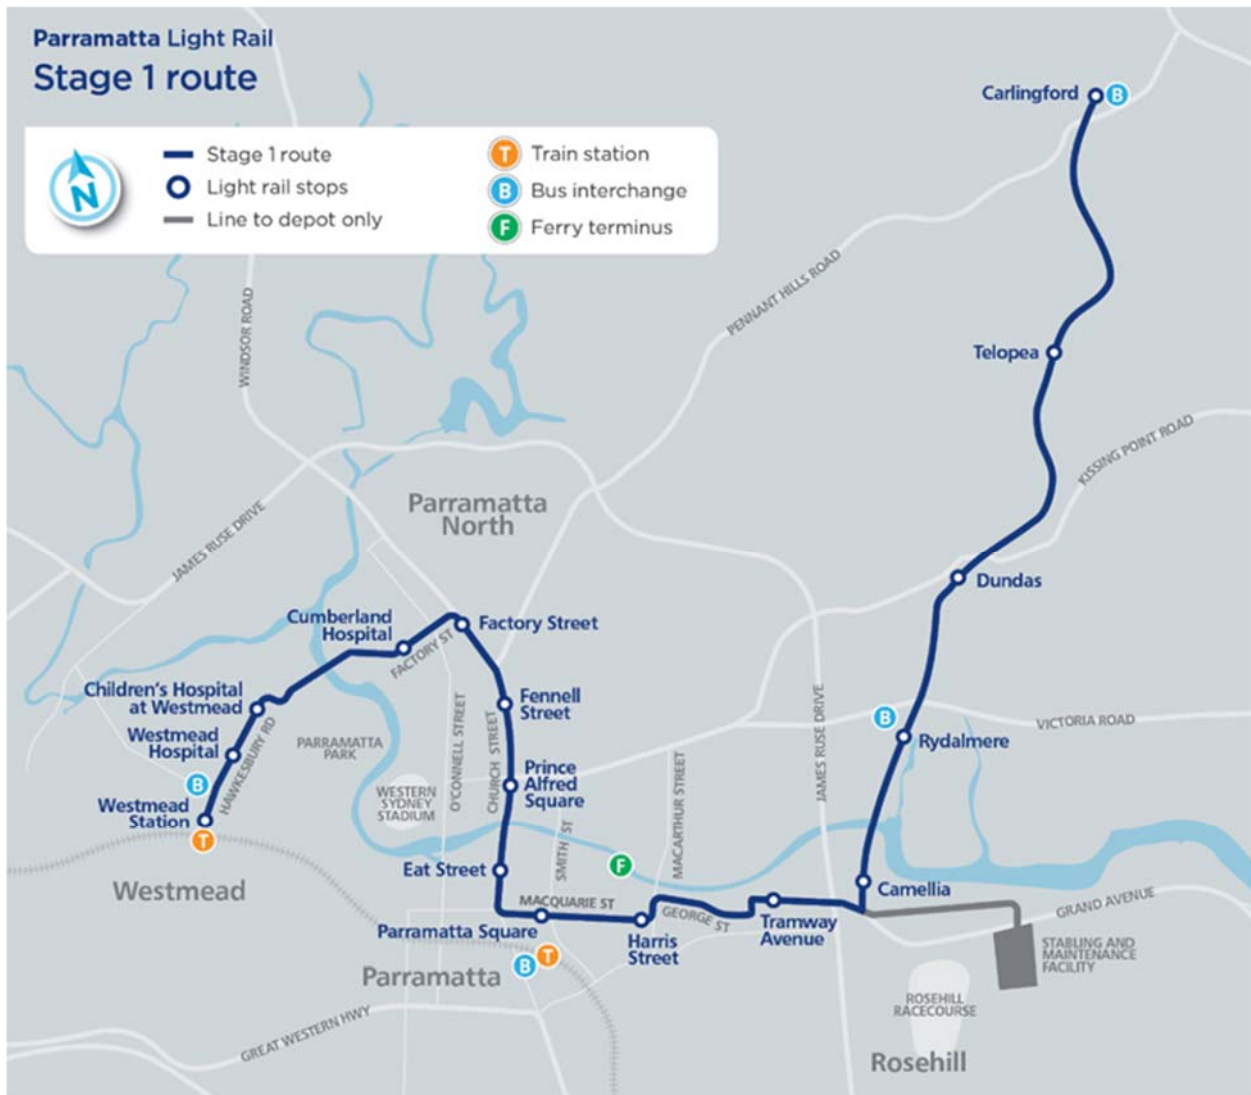 Parramatta Light Rail
Stage 1 route
N
Stage 1 route
Light rail stops
Line to depot only
T Train station
B Bus interchange
F Ferry terminus
Carlingford
B
WINDSOR ROAD
PENNANT HILLS ROAD
Telopea
KISSING POINT ROAD
JAMES RUSE DRIVE
Parramatta
North
Dundas
Cumberland
Hospital
Factory Street
FACTORY ST
Children's Hospital
at Westmead
Fennell
Street
O'CONNELL STREET
CHURCH STREET
JAMES RUSE DRIVE
B
VICTORIA ROAD
Rydalmere
Westmead
Hospital
HAWKESBURY RD
PARRAMATTA
PARK
B
Prince
Alfred
Square
MACARTHUR STREET
WESTERN
SYDNEY
STADIUM
Westmead
Station
T
SMITH ST
Eat Street
F
Camellia
Westmead
MACQUARIE ST
GEORGE ST
GRAND AVENUE
Parramatta Square
Harris
Street
Tramway
Avenue
B
T
Parramatta
STABLING AND
MAINTENANCE
FACILITY
ROSEHILL
RACECOURSE
GREAT WESTERN HWY
Rosehill